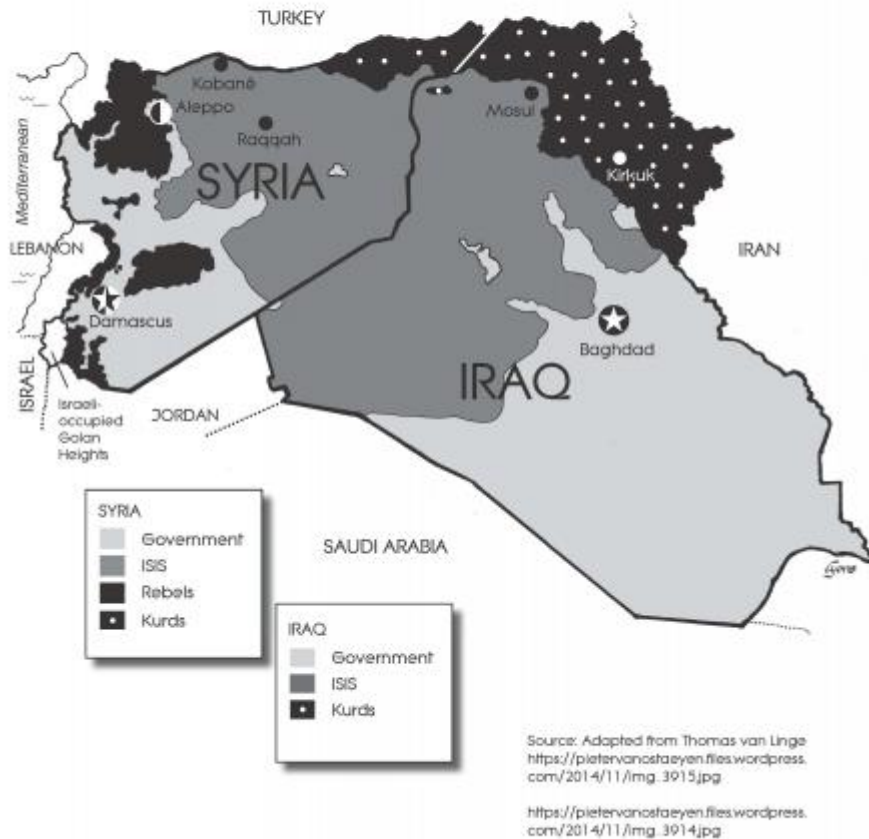 TURKEY
Kobanê
Aleppo
Mosul
Raqqah
Mediterranean
SYRIA
Kirkuk
LEBANON
IRAN
Damascus
Baghdad
ISRAEL
IRAQ
JORDAN
Israeli-
occupied
Golan
Heights
SYRIA
Government
ISIS
Rebels
Kurds
SAUDI ARABIA
IRAQ
Government
ISIS
Kurds
Source: Adapted from Thomas van Linge
https://pietervanostaeyen.files.wordpress.
com/2014/11/img_3915.jpg
https://pietervanostaeyen.files.wordpress.
com/2014/11/img_3914.jpg